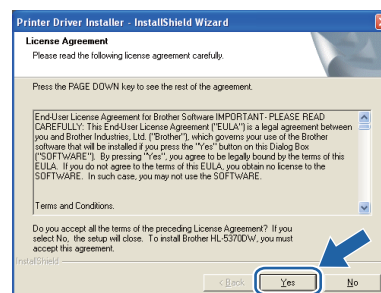 Printer Driver Installer - InstallShield Wizard
License Agreement
Please read the following license agreement carefully.
Press the PAGE DOWN key to see the rest of the agreement.
End-User License Agreement for Brother Software IMPORTANT- PLEASE READ
CAREFULLY: This End-User License Agreement ("EULA") is a legal agreement between
you and Brother Industries, Ltd. ("Brother"), which governs your use of the Brother
software that will be installed if you press the "Yes" button on this Dialog Box
("SOFTWARE"). By pressing "Yes", you agree to be legally bound by the terms of this
EULA. If you do not agree to the terms of this EULA, you obtain no license to the
SOFTWARE. In such case, you may not use the SOFTWARE.
Terms and Conditions.
Do you accept all the terms of the preceding License Agreement? If you
select No, the setup will close. To install Brother HL-5370DW, you must
accept this agreement.
InstallShield
< Back Yes No